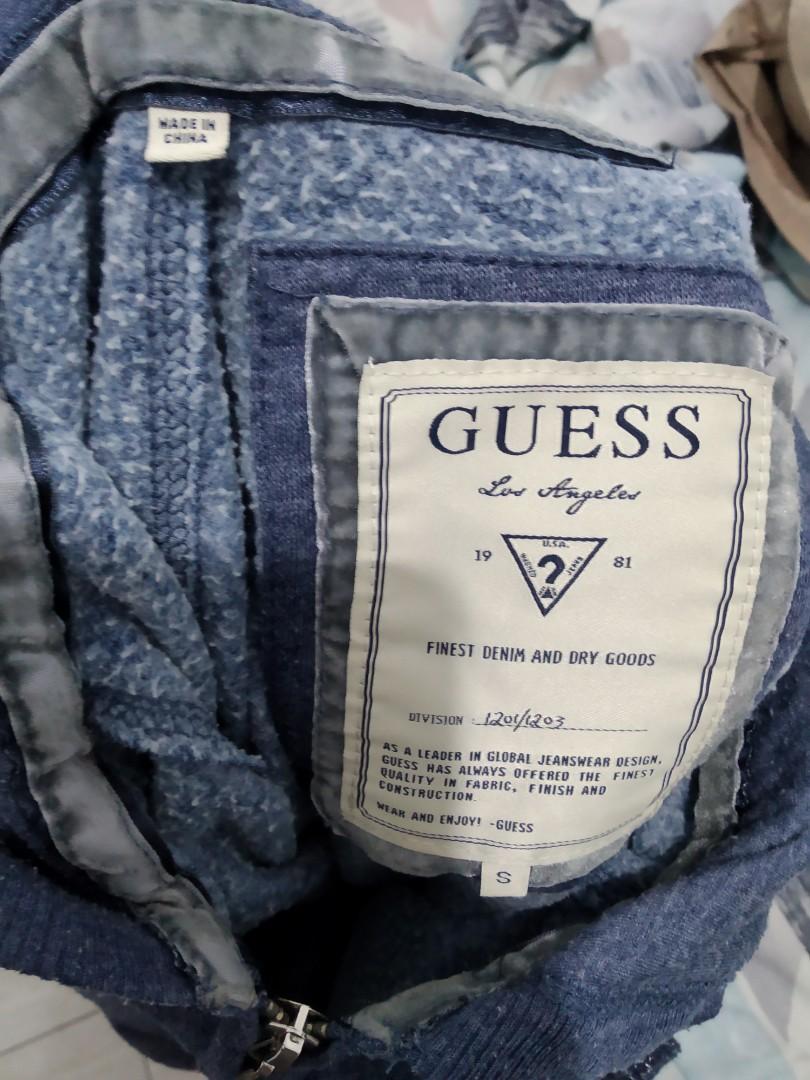 MADE IN
CHINA
GUESS
Los Angeles
19 81
U.S.A.
WASHED JEANS
?
FINEST DENIM AND DRY GOODS
DIVISION : 1201/1203
AS A LEADER IN GLOBAL JEANSWEAR DESIGN,
GUESS HAS ALWAYS OFFERED THE FINEST
QUALITY IN FABRIC, FINISH AND
CONSTRUCTION.
WEAR AND ENJOY! -GUESS
S